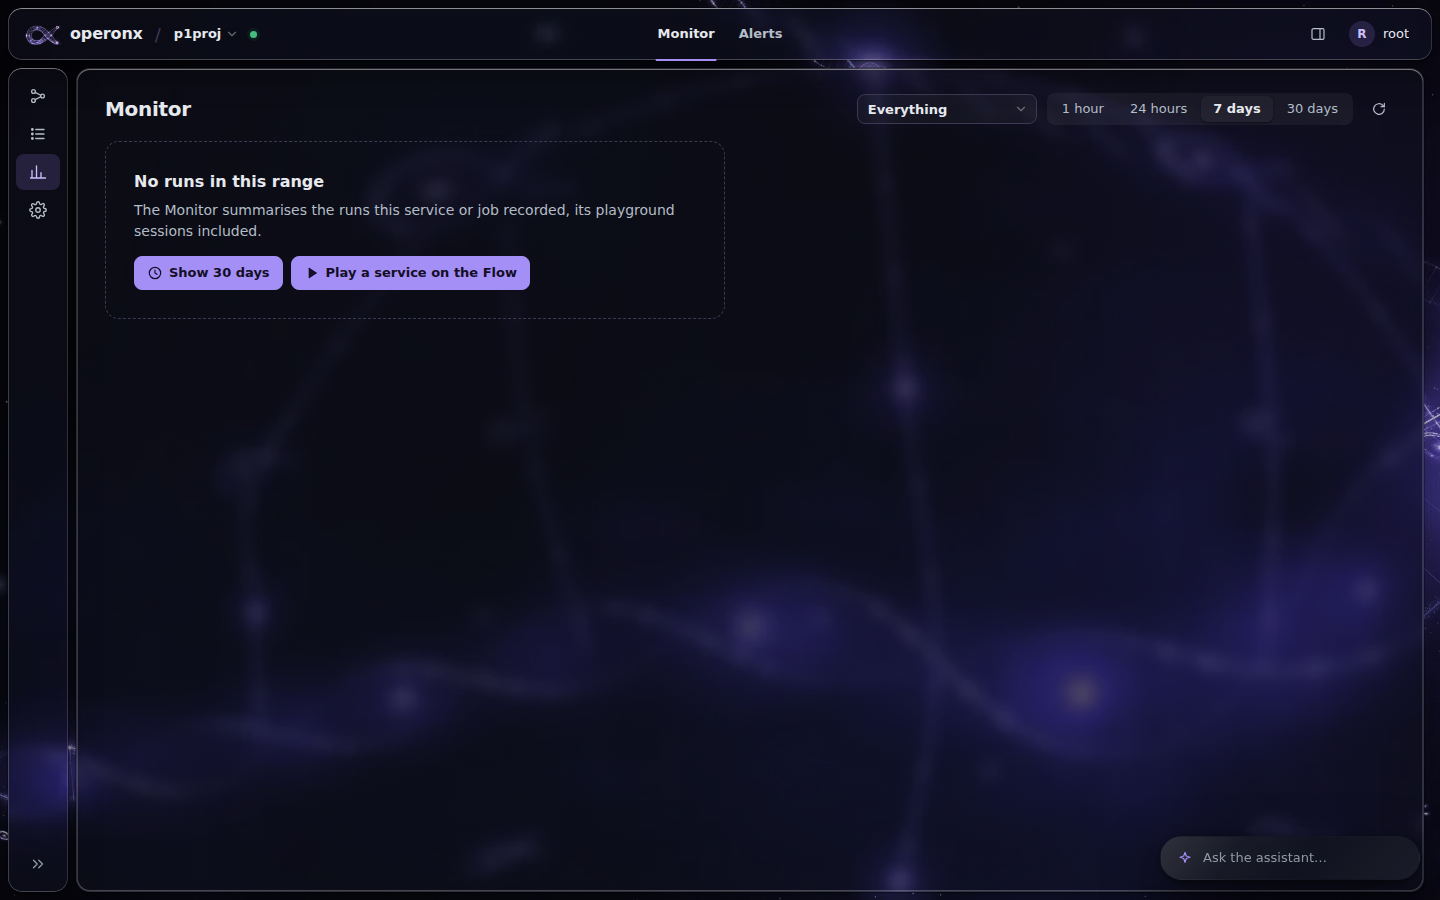 operonx / p1proj
Monitor Alerts
R root
Monitor
Everything
1 hour 24 hours 7 days 30 days
No runs in this range
The Monitor summarises the runs this service or job recorded, its playground
sessions included.
Show 30 days
Play a service on the Flow
Ask the assistant...